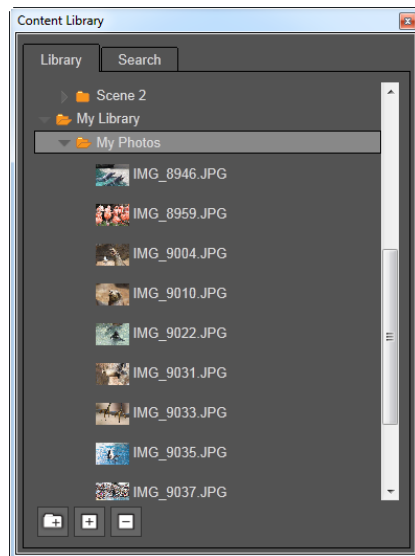 Content Library
Library Search
Scene 2
My Library
My Photos
IMG_8946.JPG
IMG_8959.JPG
IMG_9004.JPG
IMG_9010.JPG
IMG_9022.JPG
IMG_9031.JPG
IMG_9033.JPG
IMG_9035.JPG
IMG_9037.JPG